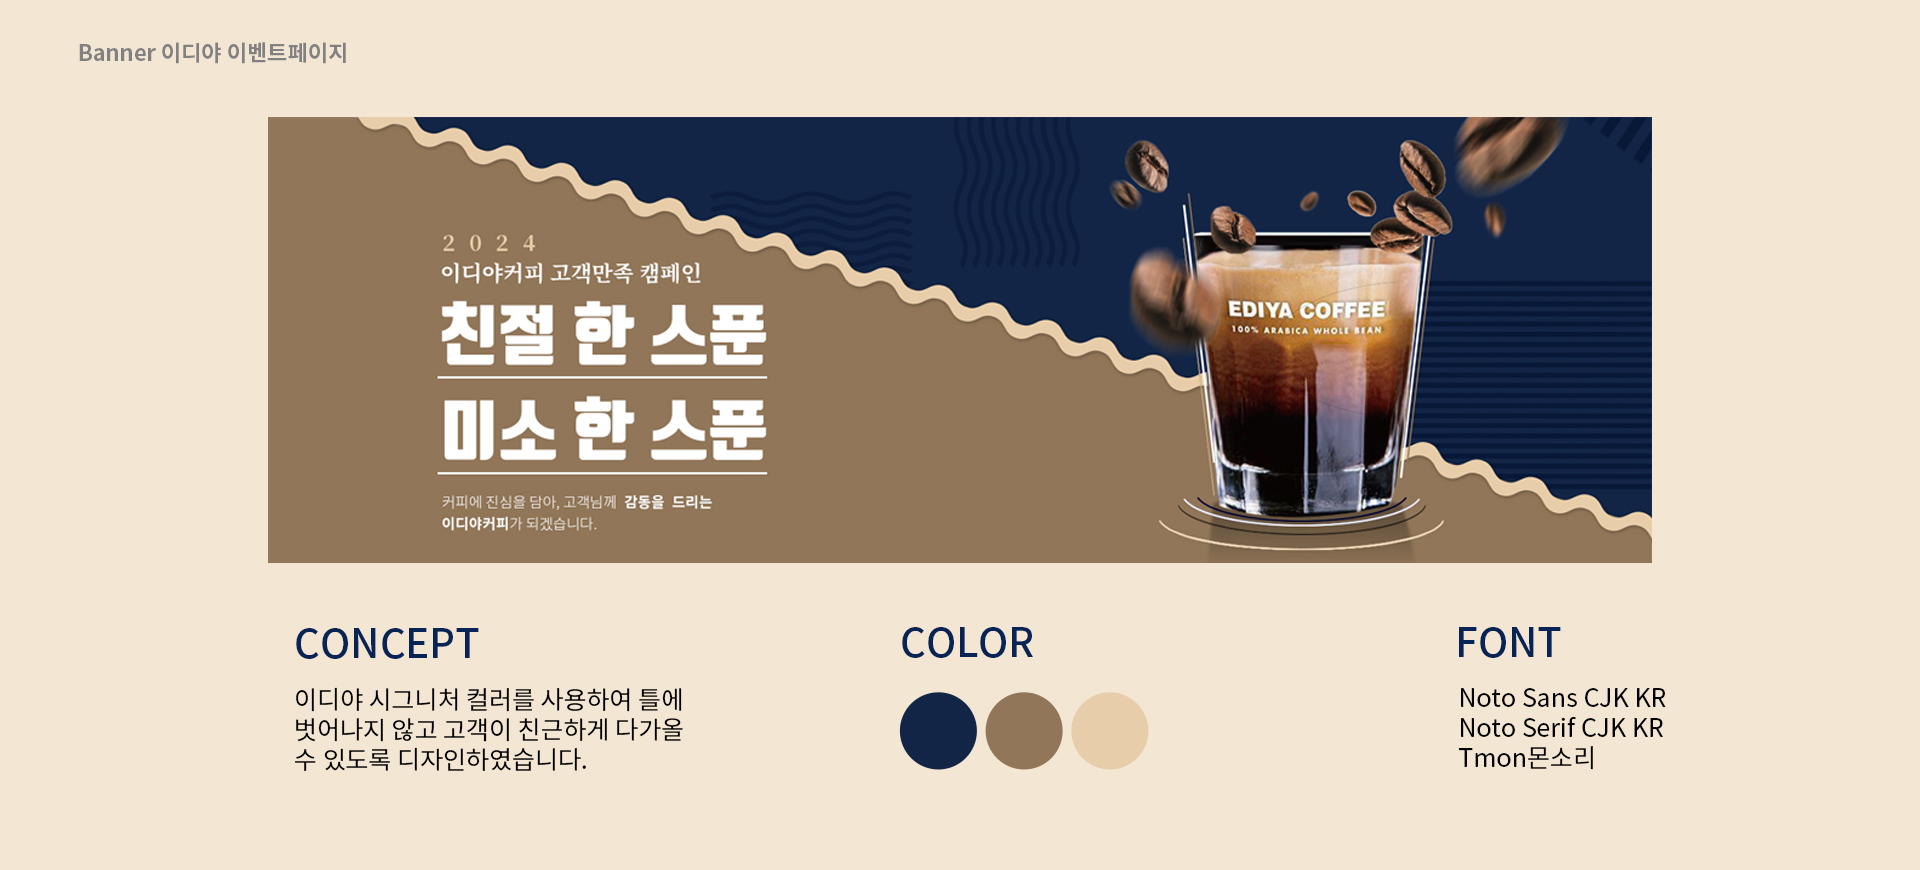 Banner 이디야 이벤트페이지
2024
이디야커피 고객만족 캠페인
친절 한 스푼
미소 한 스푼
커피에 진심을 담아, 고객님께 감동을 드리는
이디야커피가 되겠습니다.
EDIYA COFFEE
100% ARABICA WHOLE BEAN
CONCEPT
이디야 시그니처 컬러를 사용하여 틀에
벗어나지 않고 고객이 친근하게 다가올
수 있도록 디자인하였습니다.
COLOR
FONT
Noto Sans CJK KR
Noto Serif CJK KR
Tmon몬소리